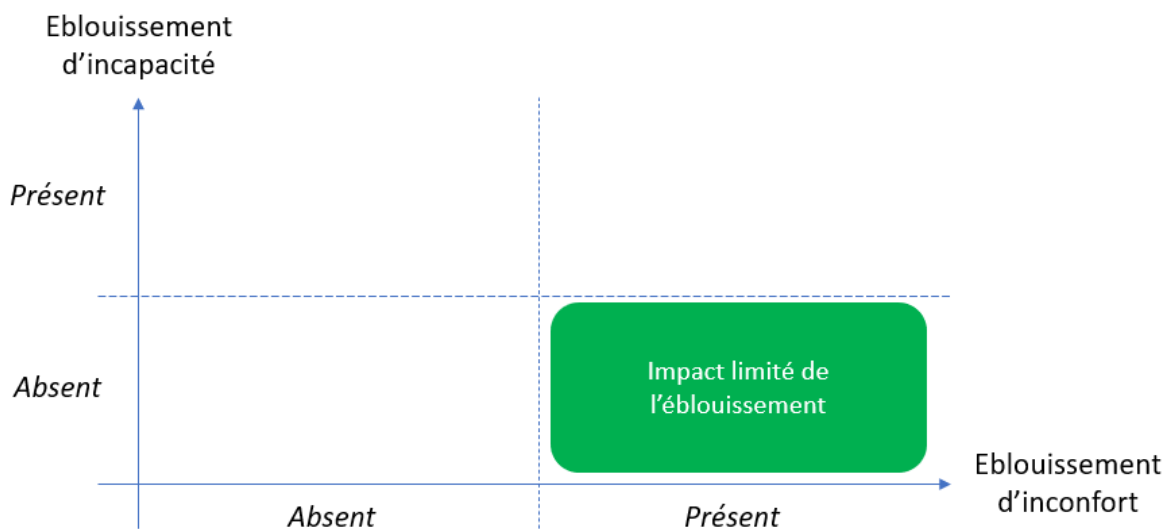 Eblouissement
d’incapacité
Présent
Absent
Impact limité de
l’éblouissement
Eblouissement
d’inconfort
Absent
Présent